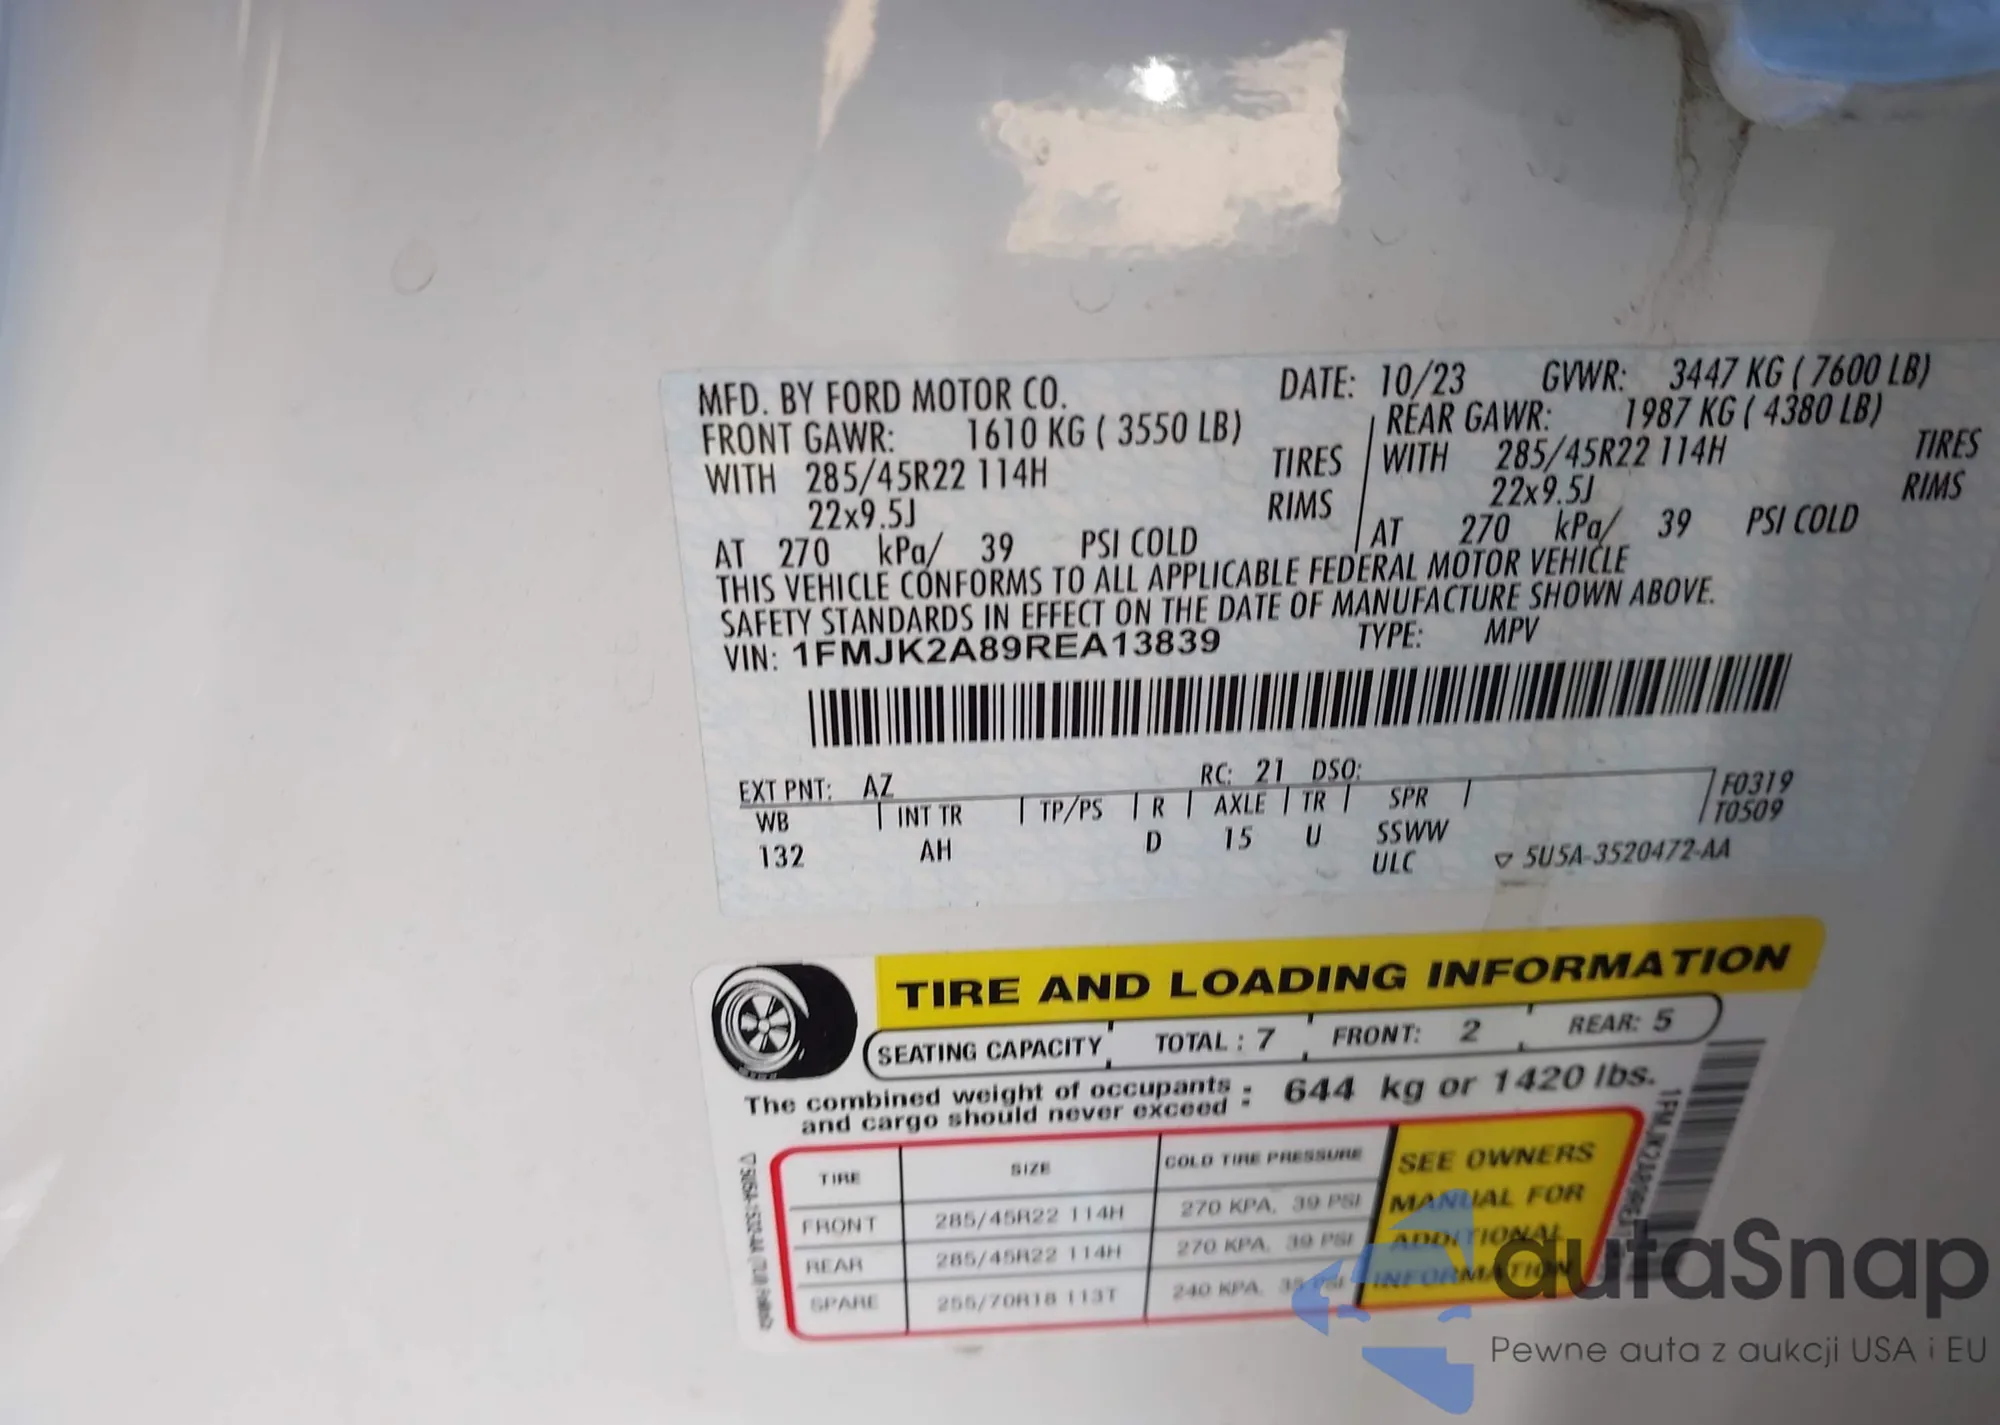 MFD. BY FORD MOTOR CO. DATE: 10/23 GVWR: 3447 KG ( 7600 LB)
FRONT GAWR: 1610 KG ( 3550 LB) REAR GAWR: 1987 KG ( 4380 LB)
WITH 285/45R22 114H TIRES WITH 285/45R22 114H TIRES
22x9.5J RIMS 22x9.5J RIMS
AT 270 kPa/ 39 PSI COLD AT 270 kPa/ 39 PSI COLD
THIS VEHICLE CONFORMS TO ALL APPLICABLE FEDERAL MOTOR VEHICLE
SAFETY STANDARDS IN EFFECT ON THE DATE OF MANUFACTURE SHOWN ABOVE.
VIN: 1FMJK2A89REA13839 TYPE: MPV
EXT PNT: AZ RC: 21 DSO: F0319
WB INT TR TP/PS R AXLE TR SPR T0509
132 AH D 15 U SSWW
ULC ▽ 5U5A-3520472-AA
TIRE AND LOADING INFORMATION
SEATING CAPACITY TOTAL : 7 FRONT: 2 REAR: 5
The combined weight of occupants
and cargo should never exceed : 644 kg or 1420 lbs.
TIRE SIZE COLD TIRE PRESSURE
FRONT 285/45R22 114H 270 KPA, 39 PSI
REAR 285/45R22 114H 270 KPA, 39 PSI
SPARE 255/70R18 113T 240 KPA, 35 PSI
SEE OWNERS
MANUAL FOR
ADDITIONAL
INFORMATION
autaSnap
Pewne auta z aukcji USA i EU